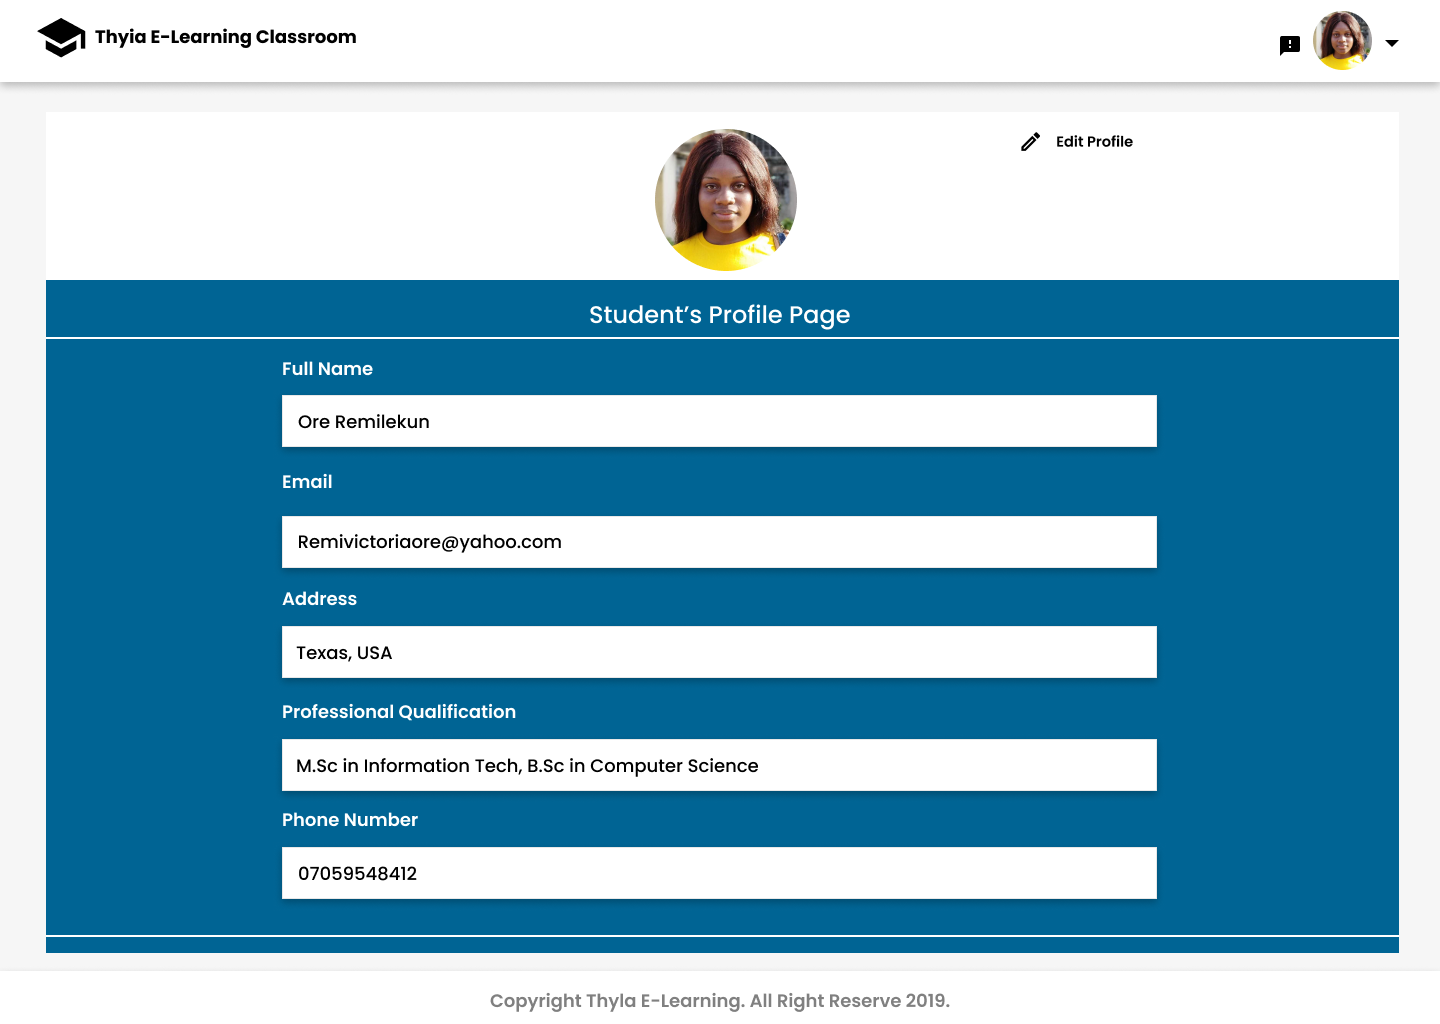 Thyia E-Learning Classroom
Edit Profile
Student’s Profile Page
Full Name
Ore Remilekun
Email
Remivictoriaore@yahoo.com
Address
Texas, USA
Professional Qualification
M.Sc in Information Tech, B.Sc in Computer Science
Phone Number
07059548412
Copyright Thyla E-Learning. All Right Reserve 2019.